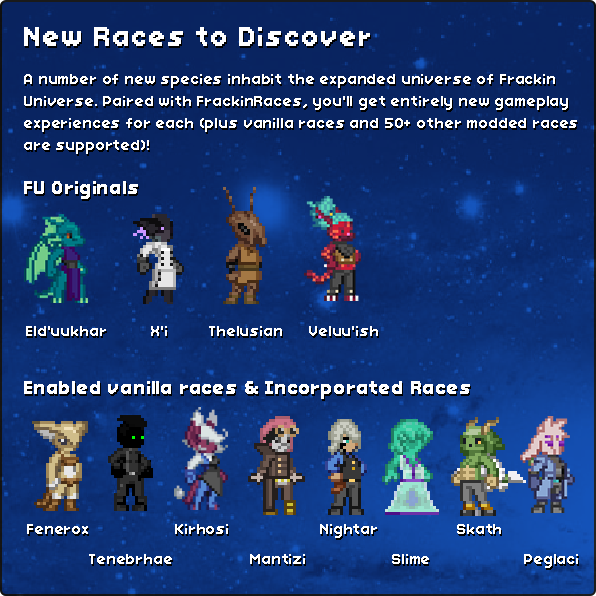 New Races to Discover
A number of new species inhabit the expanded universe of Frackin
Universe. Paired with FrackinRaces, you'll get entirely new gameplay
experiences for each (plus vanilla races and 50+ other modded races
are supported)!
FU Originals
Eld'uukhar X'i Thelusian Veluu'ish
Enabled vanilla races & Incorporated Races
Fenerox Kirhosi Nightar Skath
Tenebrhae Mantizi Slime Peglaci